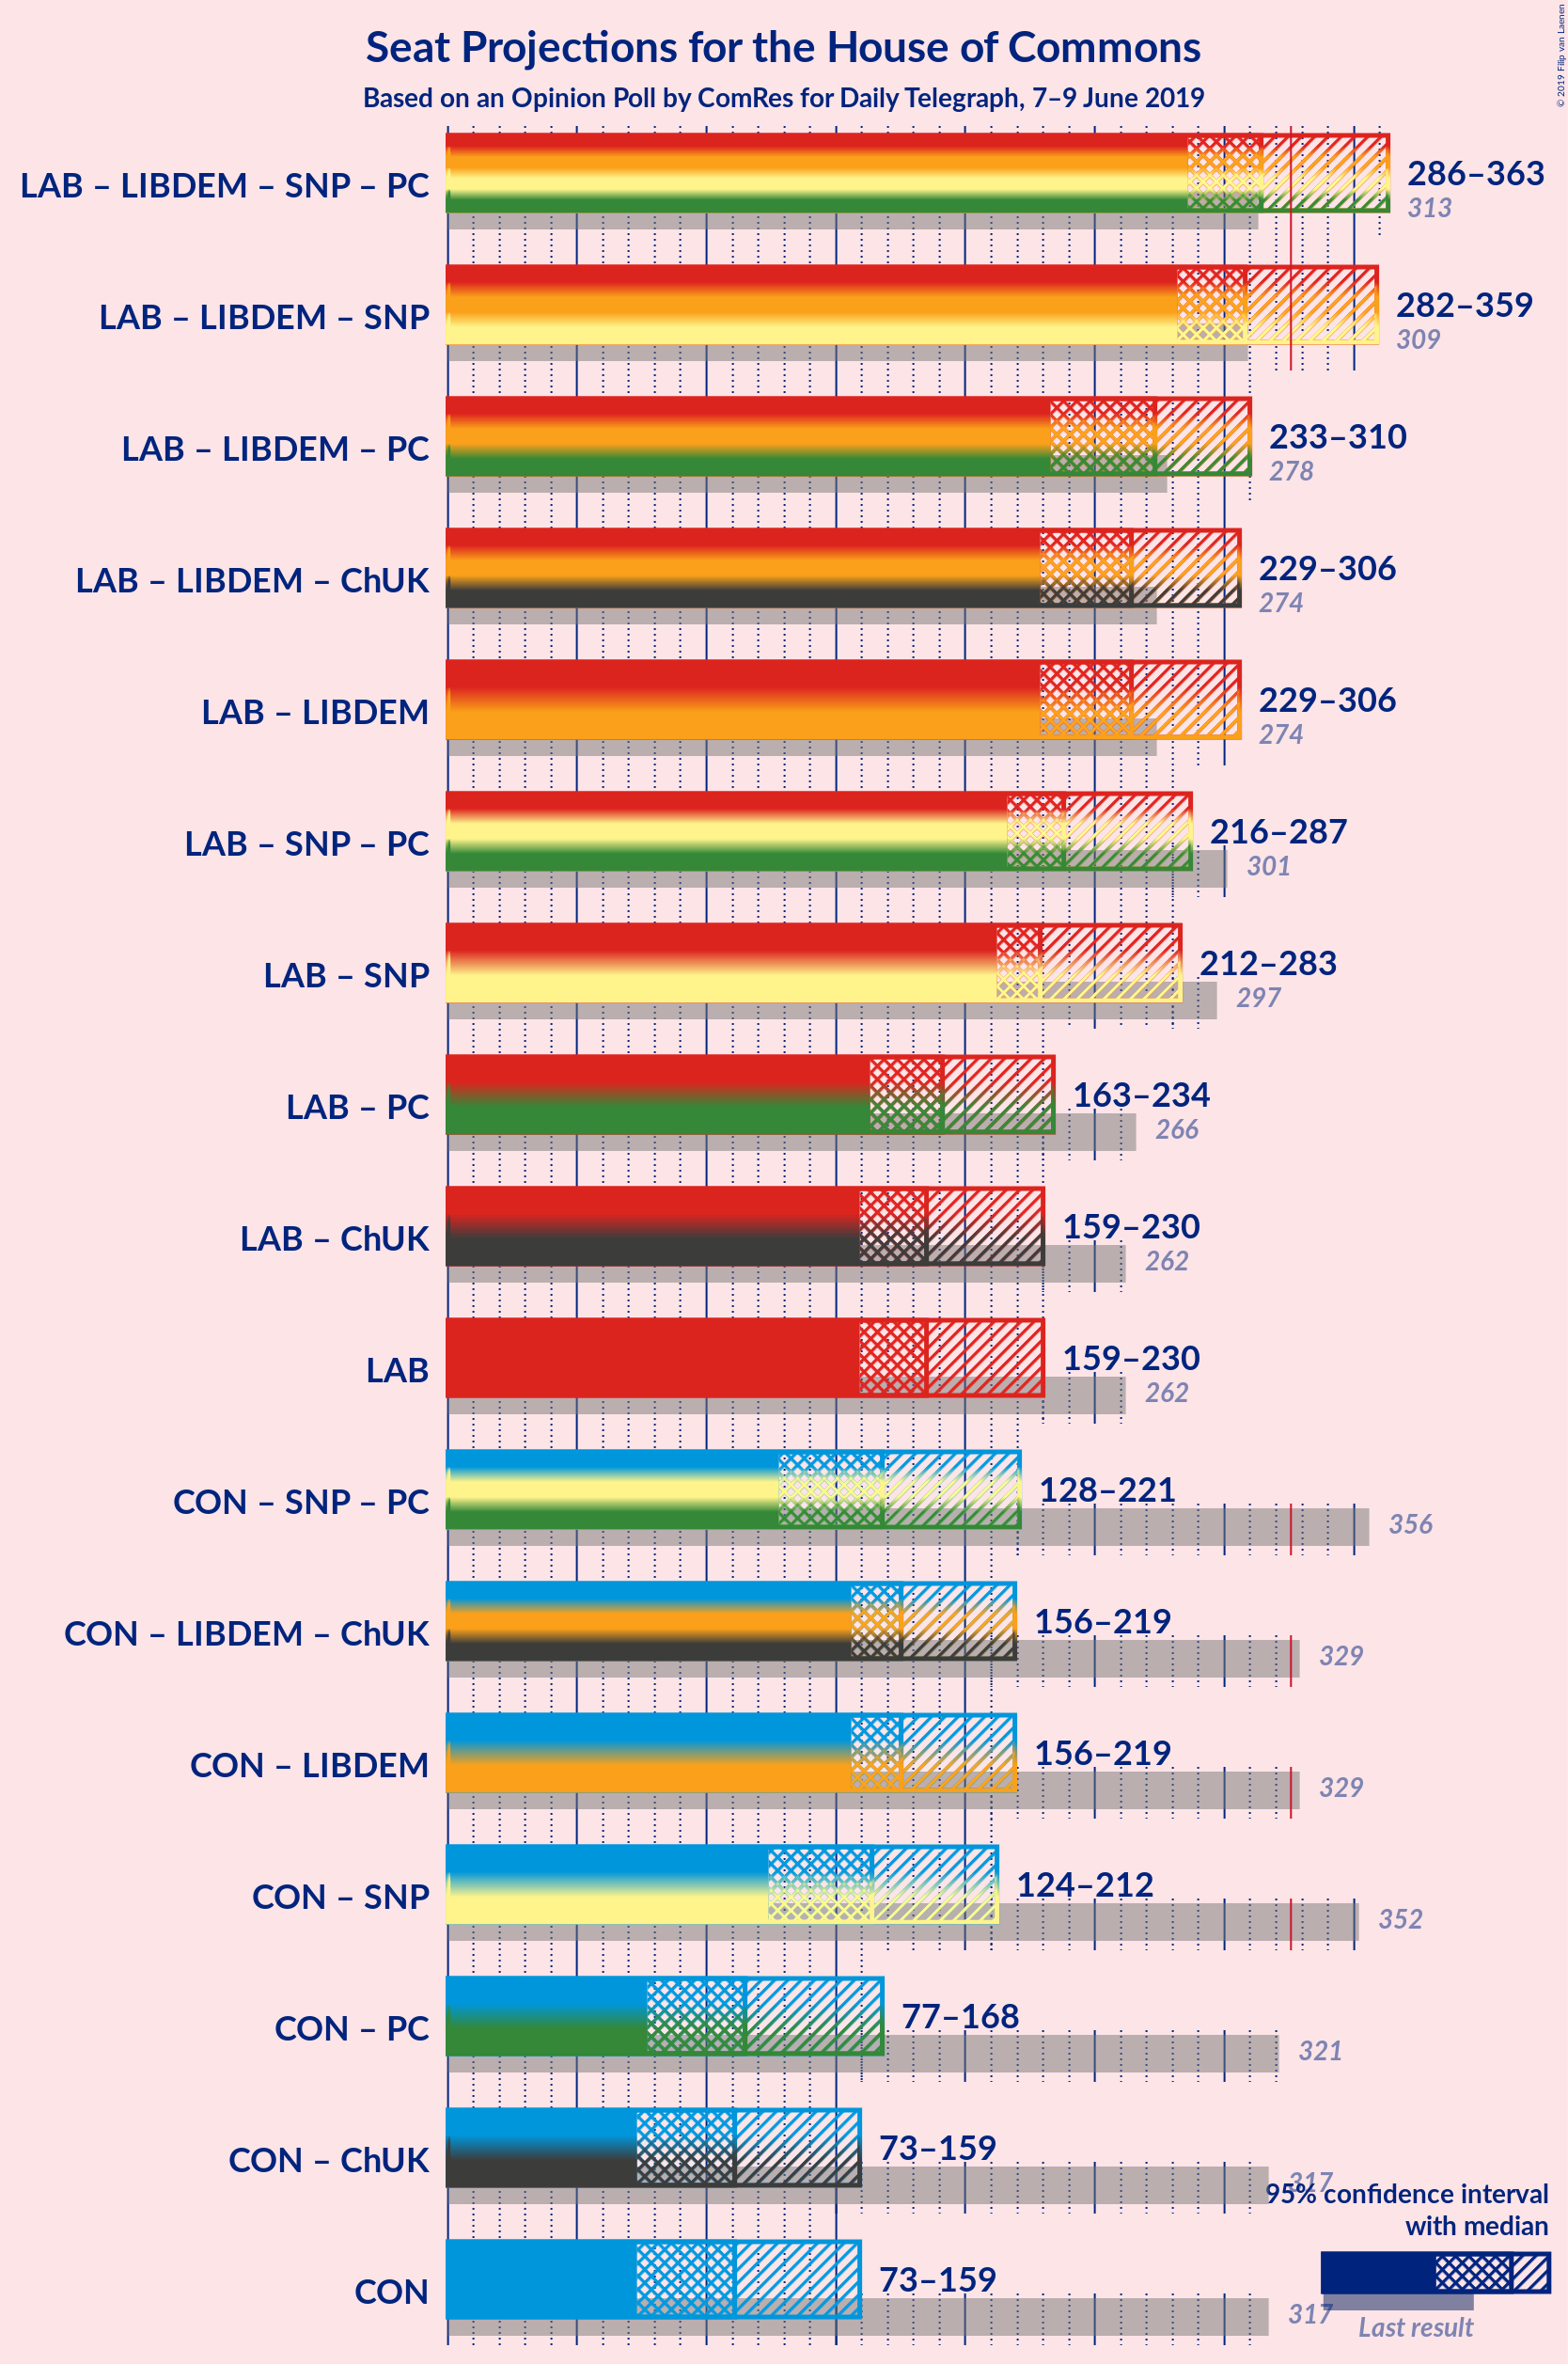 Seat Projections for the House of Commons
Based on an Opinion Poll by ComRes for Daily Telegraph, 7–9 June 2019
© 2019 Filip van Laenen
LAB – LIBDEM – SNP – PC
286–363
313
LAB – LIBDEM – SNP
282–359
309
LAB – LIBDEM – PC
233–310
278
LAB – LIBDEM – ChUK
229–306
274
LAB – LIBDEM
229–306
274
LAB – SNP – PC
216–287
301
LAB – SNP
212–283
297
LAB – PC
163–234
266
LAB – ChUK
159–230
262
LAB
159–230
262
CON – SNP – PC
128–221
356
CON – LIBDEM – ChUK
156–219
329
CON – LIBDEM
156–219
329
CON – SNP
124–212
352
CON – PC
77–168
321
CON – ChUK
73–159
317
CON
73–159
317
95% confidence interval
with median
Last result